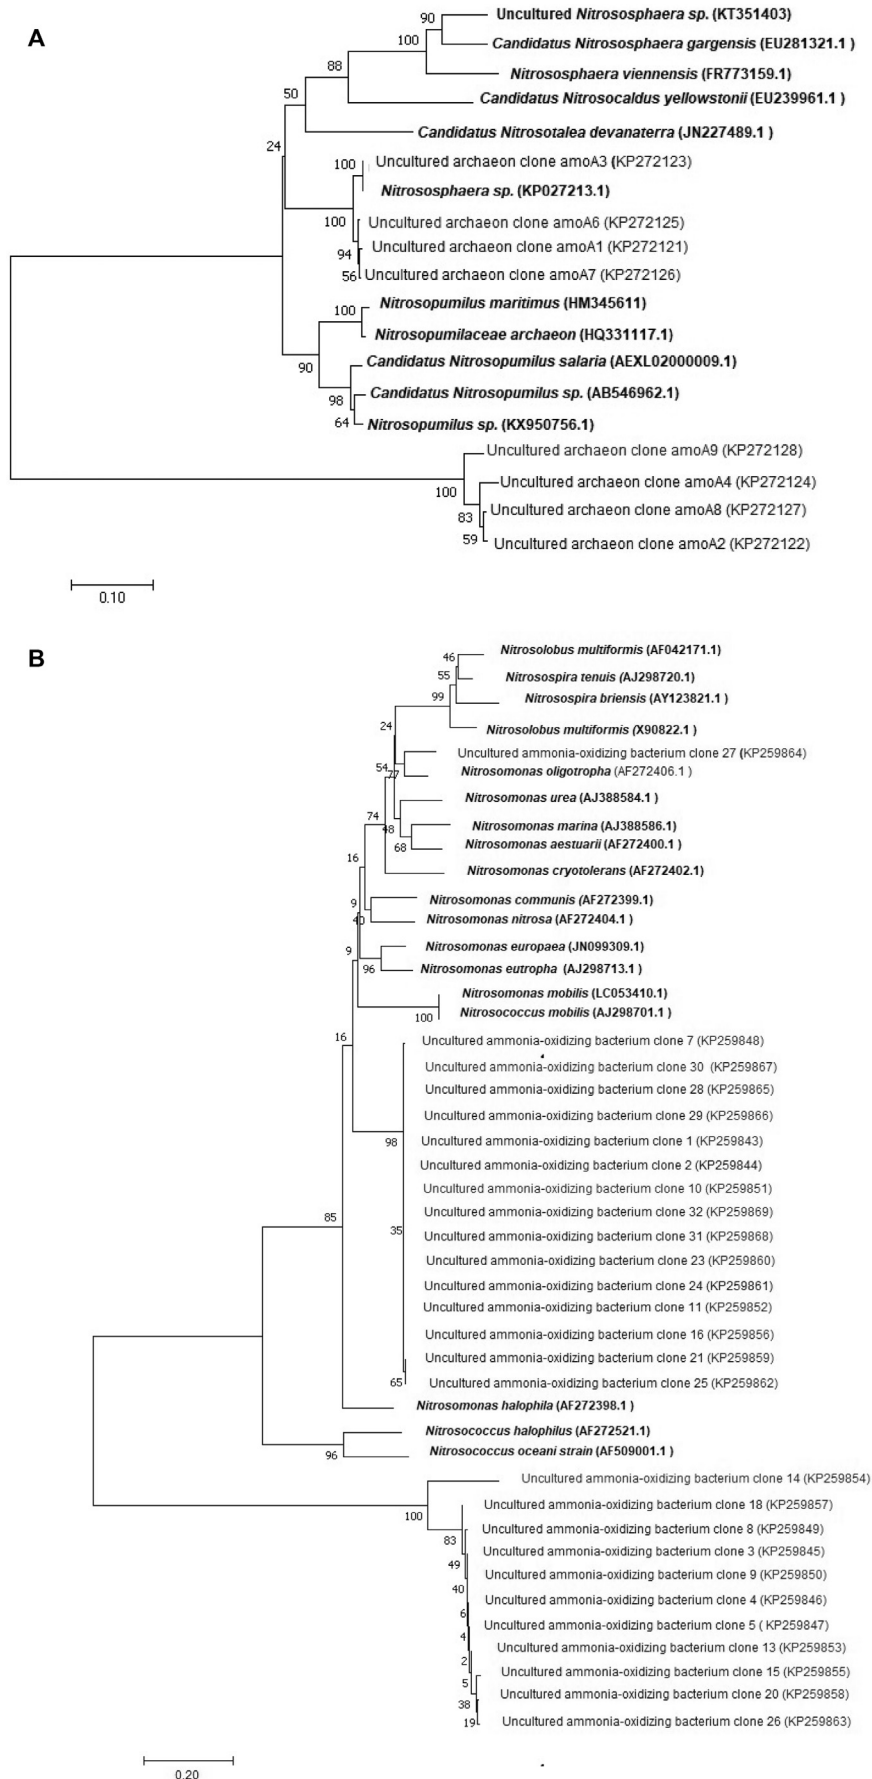 A
90
Uncultured Nitrososphaera sp. (KT351403)
100
Candidatus Nitrososphaera gargensis (EU281321.1 )
88
Nitrososphaera viennensis (FR773159.1)
50
Candidatus Nitrosocaldus yellowstonii (EU239961.1 )
Candidatus Nitrosotalea devanaterra (JN227489.1 )
24
100
Uncultured archaeon clone amoA3 (KP272123)
Nitrososphaera sp. (KP027213.1)
100
Uncultured archaeon clone amoA6 (KP272125)
94
Uncultured archaeon clone amoA1 (KP272121)
56
Uncultured archaeon clone amoA7 (KP272126)
100
Nitrosopumilus maritimus (HM345611)
Nitrosopumilaceae archaeon (HQ331117.1)
90
Candidatus Nitrosopumilus salaria (AEXL02000009.1)
98
Candidatus Nitrosopumilus sp. (AB546962.1)
64
Nitrosopumilus sp. (KX950756.1)
Uncultured archaeon clone amoA9 (KP272128)
100
Uncultured archaeon clone amoA4 (KP272124)
83
Uncultured archaeon clone amoA8 (KP272127)
59
Uncultured archaeon clone amoA2 (KP272122)
0.10
B
46
Nitrosolobus multiformis (AF042171.1)
55
Nitrosospira tenuis (AJ298720.1)
99
Nitrosospira briensis (AY123821.1 )
24
Nitrosolobus multiformis (X90822.1 )
Uncultured ammonia-oxidizing bacterium clone 27 (KP259864)
54
77
Nitrosomonas oligotropha (AF272406.1 )
Nitrosomonas urea (AJ388584.1 )
74
48
Nitrosomonas marina (AJ388586.1)
68
Nitrosomonas aestuarii (AF272400.1 )
16
Nitrosomonas cryotolerans (AF272402.1)
9
Nitrosomonas communis (AF272399.1)
40
Nitrosomonas nitrosa (AF272404.1 )
9
Nitrosomonas europaea (JN099309.1)
96
Nitrosomonas eutropha (AJ298713.1 )
Nitrosomonas mobilis (LC053410.1)
100
Nitrosococcus mobilis (AJ298701.1 )
16
Uncultured ammonia-oxidizing bacterium clone 7 (KP259848)
Uncultured ammonia-oxidizing bacterium clone 30 (KP259867)
Uncultured ammonia-oxidizing bacterium clone 28 (KP259865)
Uncultured ammonia-oxidizing bacterium clone 29 (KP259866)
98
Uncultured ammonia-oxidizing bacterium clone 1 (KP259843)
Uncultured ammonia-oxidizing bacterium clone 2 (KP259844)
Uncultured ammonia-oxidizing bacterium clone 10 (KP259851)
85
Uncultured ammonia-oxidizing bacterium clone 32 (KP259869)
35
Uncultured ammonia-oxidizing bacterium clone 31 (KP259868)
Uncultured ammonia-oxidizing bacterium clone 23 (KP259860)
Uncultured ammonia-oxidizing bacterium clone 24 (KP259861)
Uncultured ammonia-oxidizing bacterium clone 11 (KP259852)
Uncultured ammonia-oxidizing bacterium clone 16 (KP259856)
Uncultured ammonia-oxidizing bacterium clone 21 (KP259859)
65
Uncultured ammonia-oxidizing bacterium clone 25 (KP259862)
Nitrosomonas halophila (AF272398.1 )
Nitrosococcus halophilus (AF272521.1)
96
Nitrosococcus oceani strain (AF509001.1 )
Uncultured ammonia-oxidizing bacterium clone 14 (KP259854)
100
Uncultured ammonia-oxidizing bacterium clone 18 (KP259857)
83
Uncultured ammonia-oxidizing bacterium clone 8 (KP259849)
49
Uncultured ammonia-oxidizing bacterium clone 3 (KP259845)
40
Uncultured ammonia-oxidizing bacterium clone 9 (KP259850)
6
Uncultured ammonia-oxidizing bacterium clone 4 (KP259846)
4
Uncultured ammonia-oxidizing bacterium clone 5 ( KP259847)
2
Uncultured ammonia-oxidizing bacterium clone 13 (KP259853)
5
Uncultured ammonia-oxidizing bacterium clone 15 (KP259855)
38
Uncultured ammonia-oxidizing bacterium clone 20 (KP259858)
19
Uncultured ammonia-oxidizing bacterium clone 26 (KP259863)
0.20